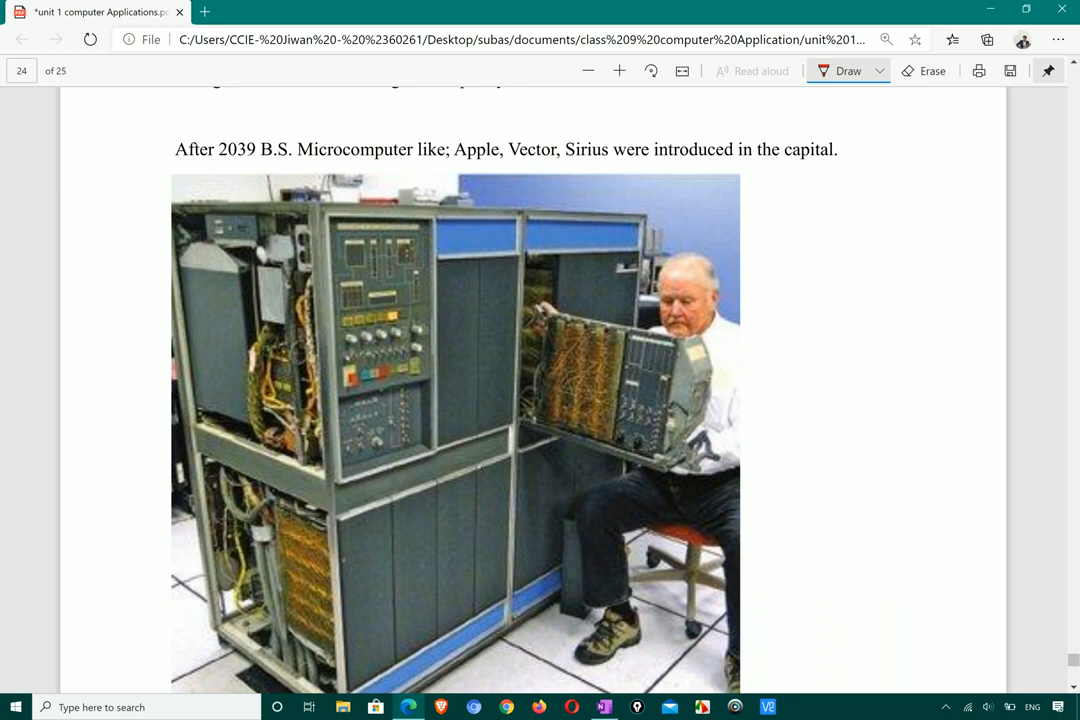 *unit 1 computer Applications.pd
File
C:/Users/CCIE-%20Jiwan%20-%20%2360261/Desktop/subas/documents/class%209%20computer%20Application/unit%201...
24
of 25
Read aloud
Draw
Erase
After 2039 B.S. Microcomputer like; Apple, Vector, Sirius were introduced in the capital.
Type here to search
ENG